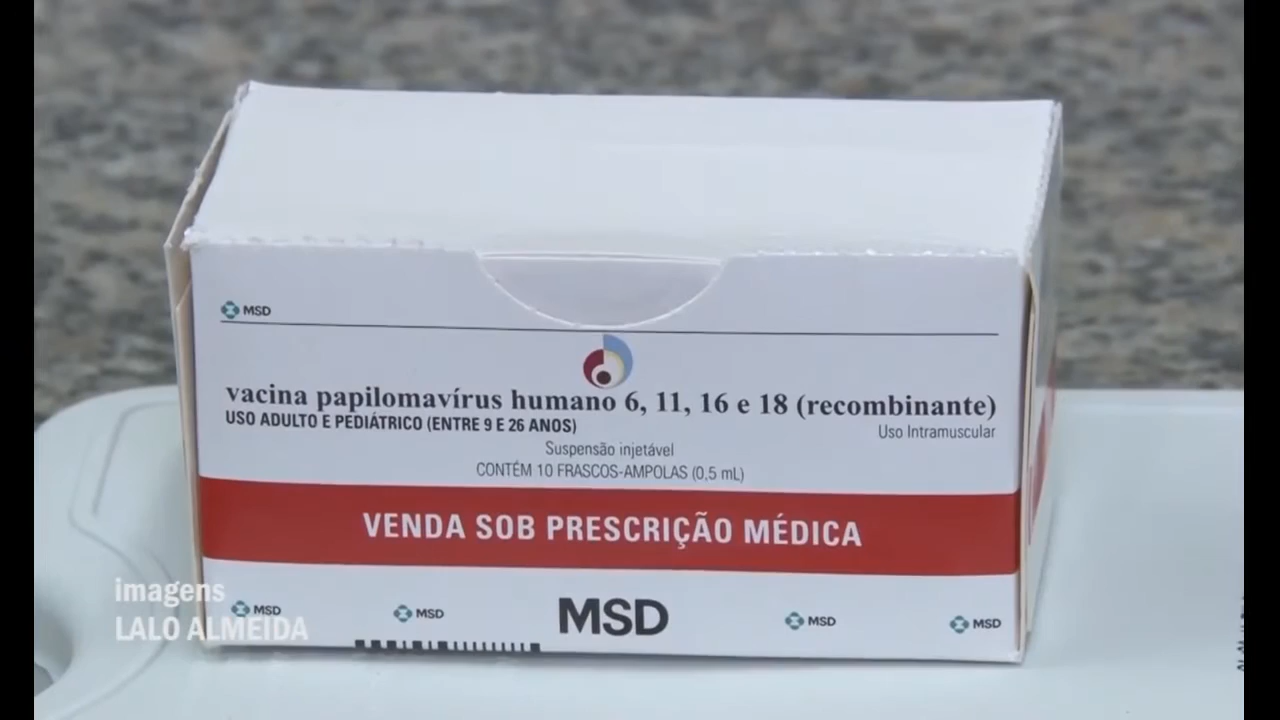 MSD
vacina papilomavírus humano 6, 11, 16 e 18 (recombinante)
USO ADULTO E PEDIÁTRICO (ENTRE 9 E 26 ANOS)
Uso Intramuscular
Suspensão injetável
CONTÉM 10 FRASCOS-AMPOLAS (0,5 mL)
VENDA SOB PRESCRIÇÃO MÉDICA
MSD MSD MSD MSD MSD
imagens
LALO ALMEIDA